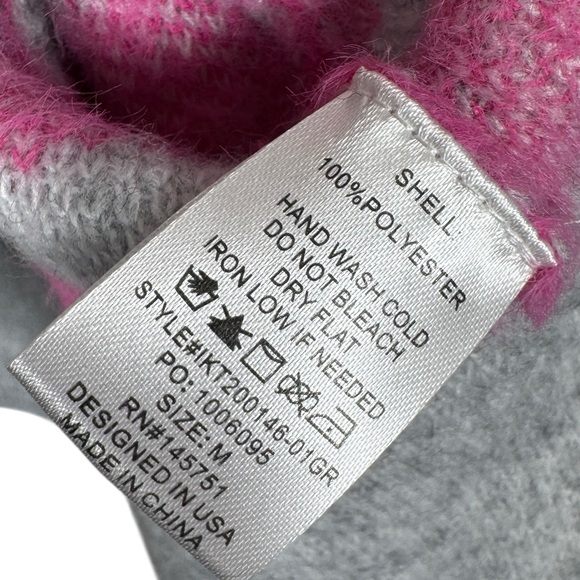 SHELL:
100%POLYESTER
HAND WASH COLD
DO NOT BLEACH
DRY FLAT
IRON LOW IF NEEDED
STYLE#IKT200146-01GR
PO: 1006095
SIZE: M
RN#145751
DESIGNED IN USA
MADE IN CHINA